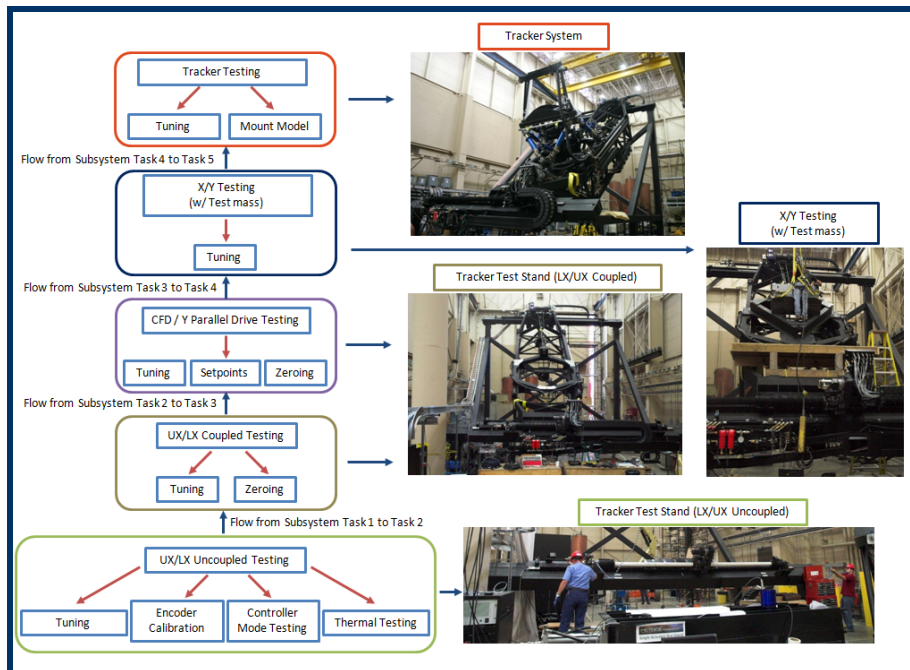 Tracker System
Tracker Testing
Tuning
Mount Model
Flow from Subsystem Task 4 to Task 5
X/Y Testing
(w/ Test mass)
Tuning
X/Y Testing
(w/ Test mass)
Flow from Subsystem Task 3 to Task 4
Tracker Test Stand (LX/UX Coupled)
CFD / Y Parallel Drive Testing
Tuning
Setpoints
Zeroing
Flow from Subsystem Task 2 to Task 3
UX/LX Coupled Testing
Tuning
Zeroing
Flow from Subsystem Task 1 to Task 2
Tracker Test Stand (LX/UX Uncoupled)
UX/LX Uncoupled Testing
Tuning
Encoder
Calibration
Controller
Mode Testing
Thermal Testing